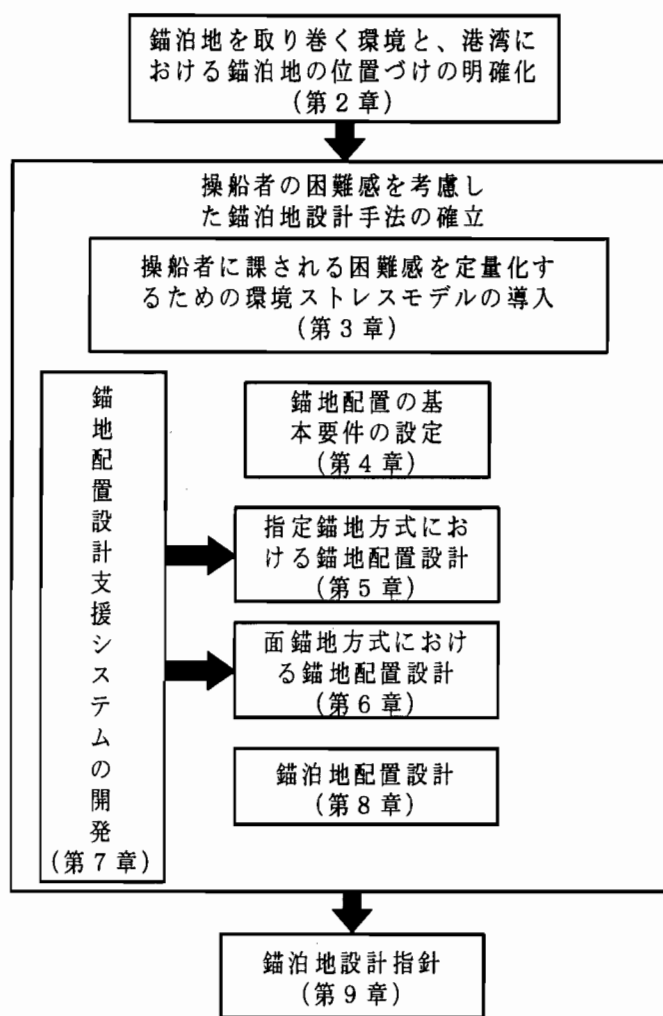 錨泊地を取り巻く環境と、港湾に
おける錨泊地の位置づけの明確化
(第2章)
操船者の困難感を考慮し
た錨泊地設計手法の確立
操船者に課される困難感を定量化す
るための環境ストレスモデルの導入
(第3章)
錨地配置設計支援システムの開発
(第7章)
錨地配置の基
本要件の設定
(第4章)
指定錨地方式にお
ける錨地配置設計
(第5章)
面錨地方式におけ
る錨地配置設計
(第6章)
錨泊地配置設計
(第8章)
錨泊地設計指針
(第9章)